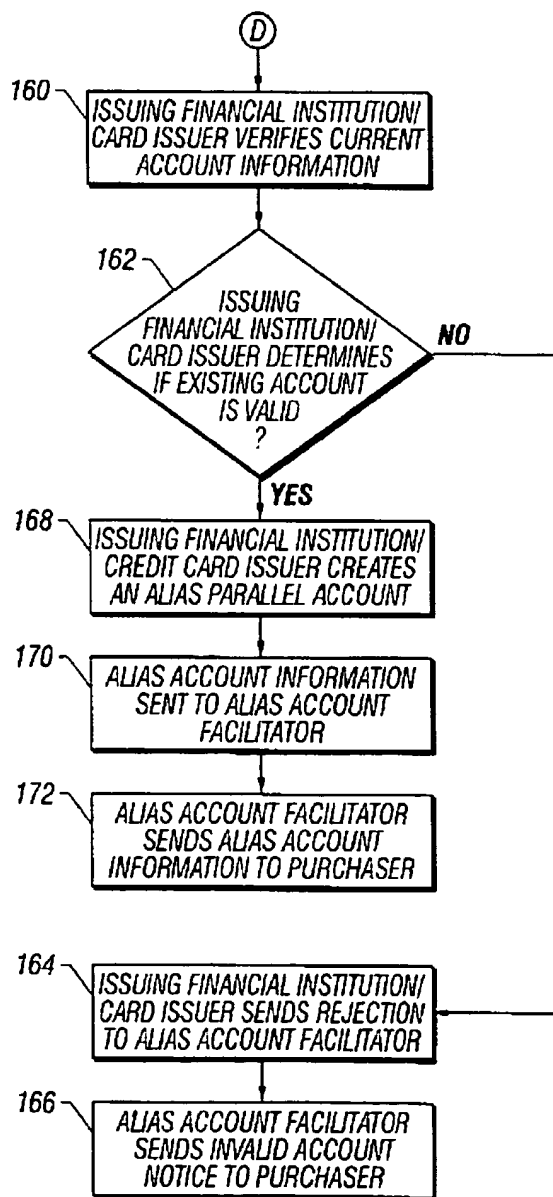 D
160
ISSUING FINANCIAL INSTITUTION/
CARD ISSUER VERIFIES CURRENT
ACCOUNT INFORMATION
162
ISSUING
FINANCIAL INSTITUTION/
CARD ISSUER DETERMINES
IF EXISTING ACCOUNT
IS VALID
?
NO
YES
168
ISSUING FINANCIAL INSTITUTION/
CREDIT CARD ISSUER CREATES
AN ALIAS PARALLEL ACCOUNT
170
ALIAS ACCOUNT INFORMATION
SENT TO ALIAS ACCOUNT
FACILITATOR
172
ALIAS ACCOUNT FACILITATOR
SENDS ALIAS ACCOUNT
INFORMATION TO PURCHASER
164
ISSUING FINANCIAL INSTITUTION/
CARD ISSUER SENDS REJECTION
TO ALIAS ACCOUNT FACILITATOR
166
ALIAS ACCOUNT FACILITATOR
SENDS INVALID ACCOUNT
NOTICE TO PURCHASER